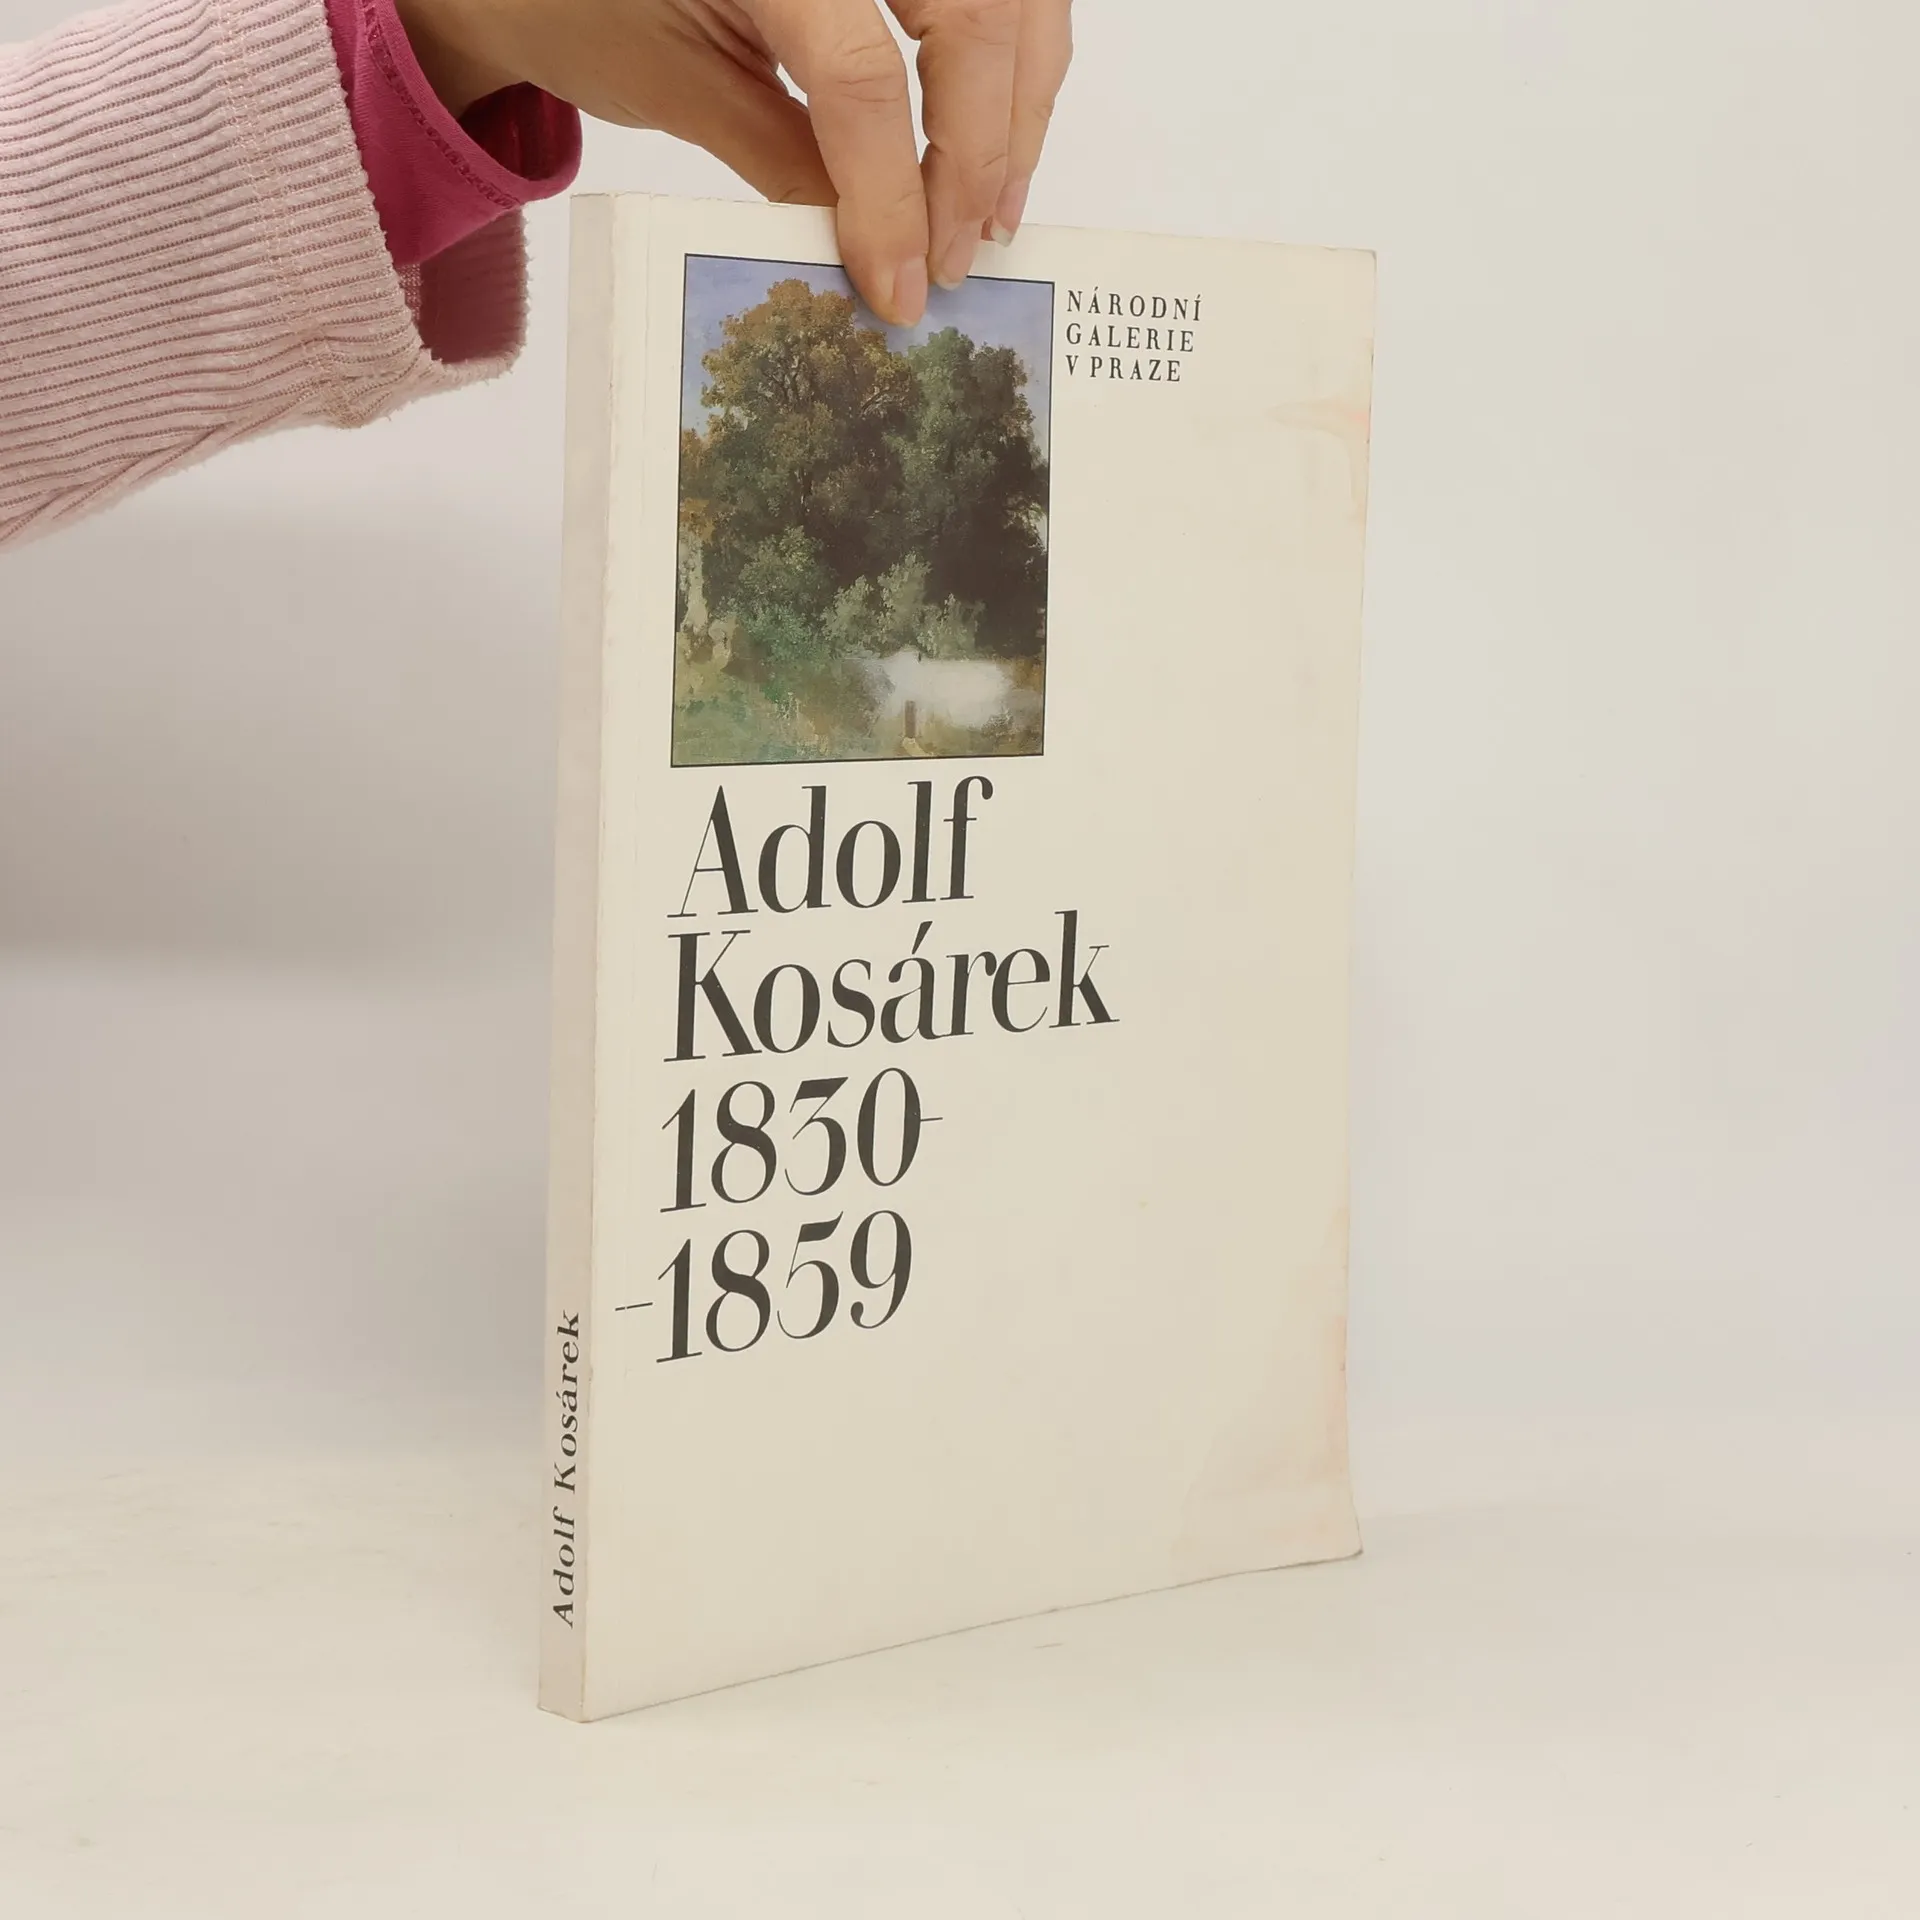 NÁRODNÍ
GALERIE
V PRAZE
Adolf
Kosárek
1830-
-1859
Adolf Kosárek